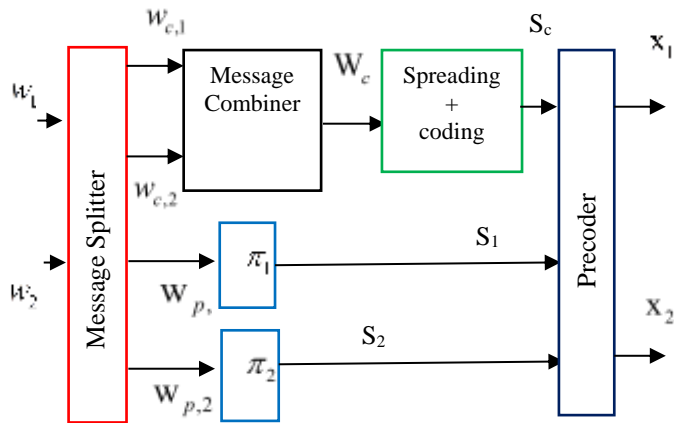 w_{c,1}
S_c
x_1
w_1
Message
Combiner
W_c
Spreading
+
coding
w_{c,2}
Message Splitter
Precoder
w_2
π_1
S_1
W_{p,
x_2
π_2
S_2
W_{p,2}